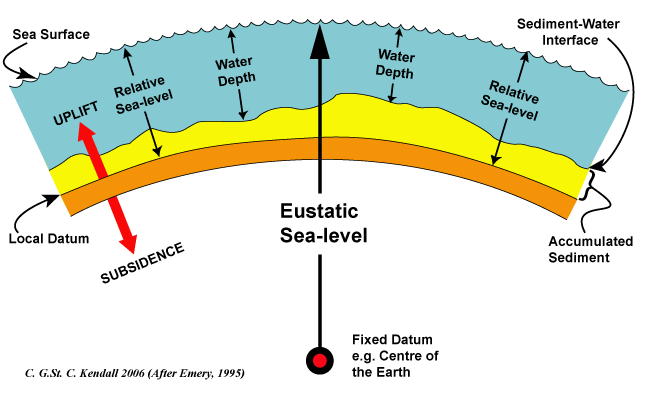 Sea Surface
Sediment-Water
Interface
Water
Depth
Water
Depth
Relative
Sea-level
Relative
Sea-level
UPLIFT
Eustatic
Sea-level
Local Datum
SUBSIDENCE
Accumulated
Sediment
Fixed Datum
e.g. Centre of
the Earth
C. G.St. C. Kendall 2006 (After Emery, 1995)